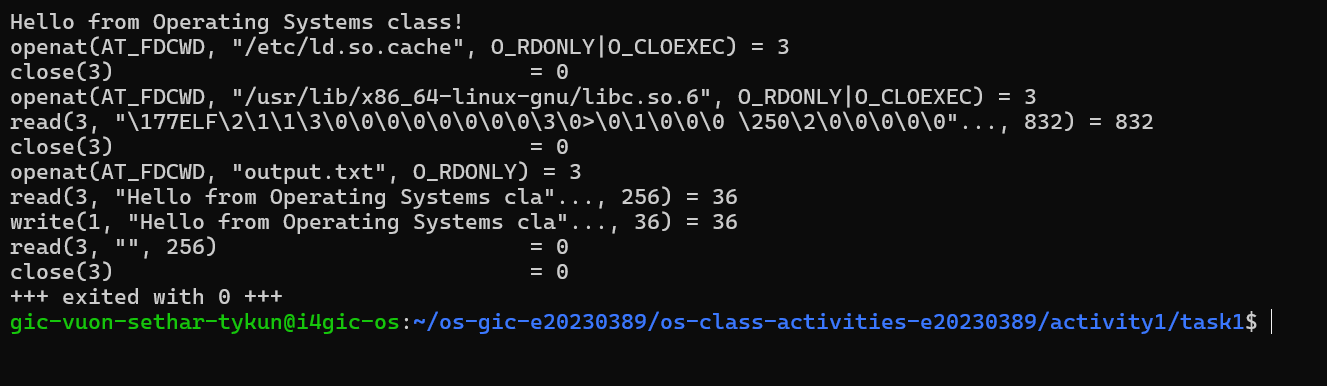 Hello from Operating Systems class!
openat(AT_FDCWD, "/etc/ld.so.cache", O_RDONLY|O_CLOEXEC) = 3
close(3)                                = 0
openat(AT_FDCWD, "/usr/lib/x86_64-linux-gnu/libc.so.6", O_RDONLY|O_CLOEXEC) = 3
read(3, "\177ELF\2\1\1\3\0\0\0\0\0\0\0\0\3\0>\0\1\0\0\0 \250\2\0\0\0\0\0"..., 832) = 832
close(3)                                = 0
openat(AT_FDCWD, "output.txt", O_RDONLY) = 3
read(3, "Hello from Operating Systems cla"..., 256) = 36
write(1, "Hello from Operating Systems cla"..., 36) = 36
read(3, "", 256)                        = 0
close(3)                                = 0
+++ exited with 0 +++
gic-vuon-sethar-tykun@i4gic-os:~/os-gic-e20230389/os-class-activities-e20230389/activity1/task1$